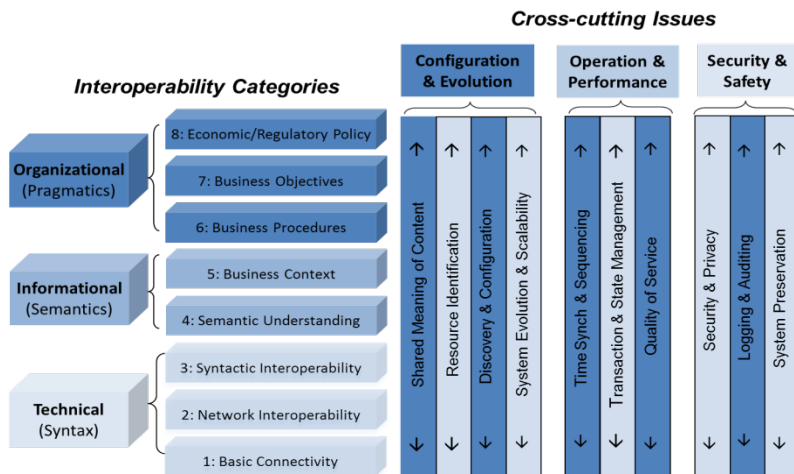 Cross-cutting Issues
Interoperability Categories
Configuration
& Evolution
Operation &
Performance
Security &
Safety
Organizational
(Pragmatics)
8: Economic/Regulatory Policy
7: Business Objectives
6: Business Procedures
Informational
(Semantics)
5: Business Context
4: Semantic Understanding
Technical
(Syntax)
3: Syntactic Interoperability
2: Network Interoperability
1: Basic Connectivity
Shared Meaning of Content
Resource Identification
Discovery & Configuration
System Evolution & Scalability
Time Synch & Sequencing
Transaction & State Management
Quality of Service
Security & Privacy
Logging & Auditing
System Preservation